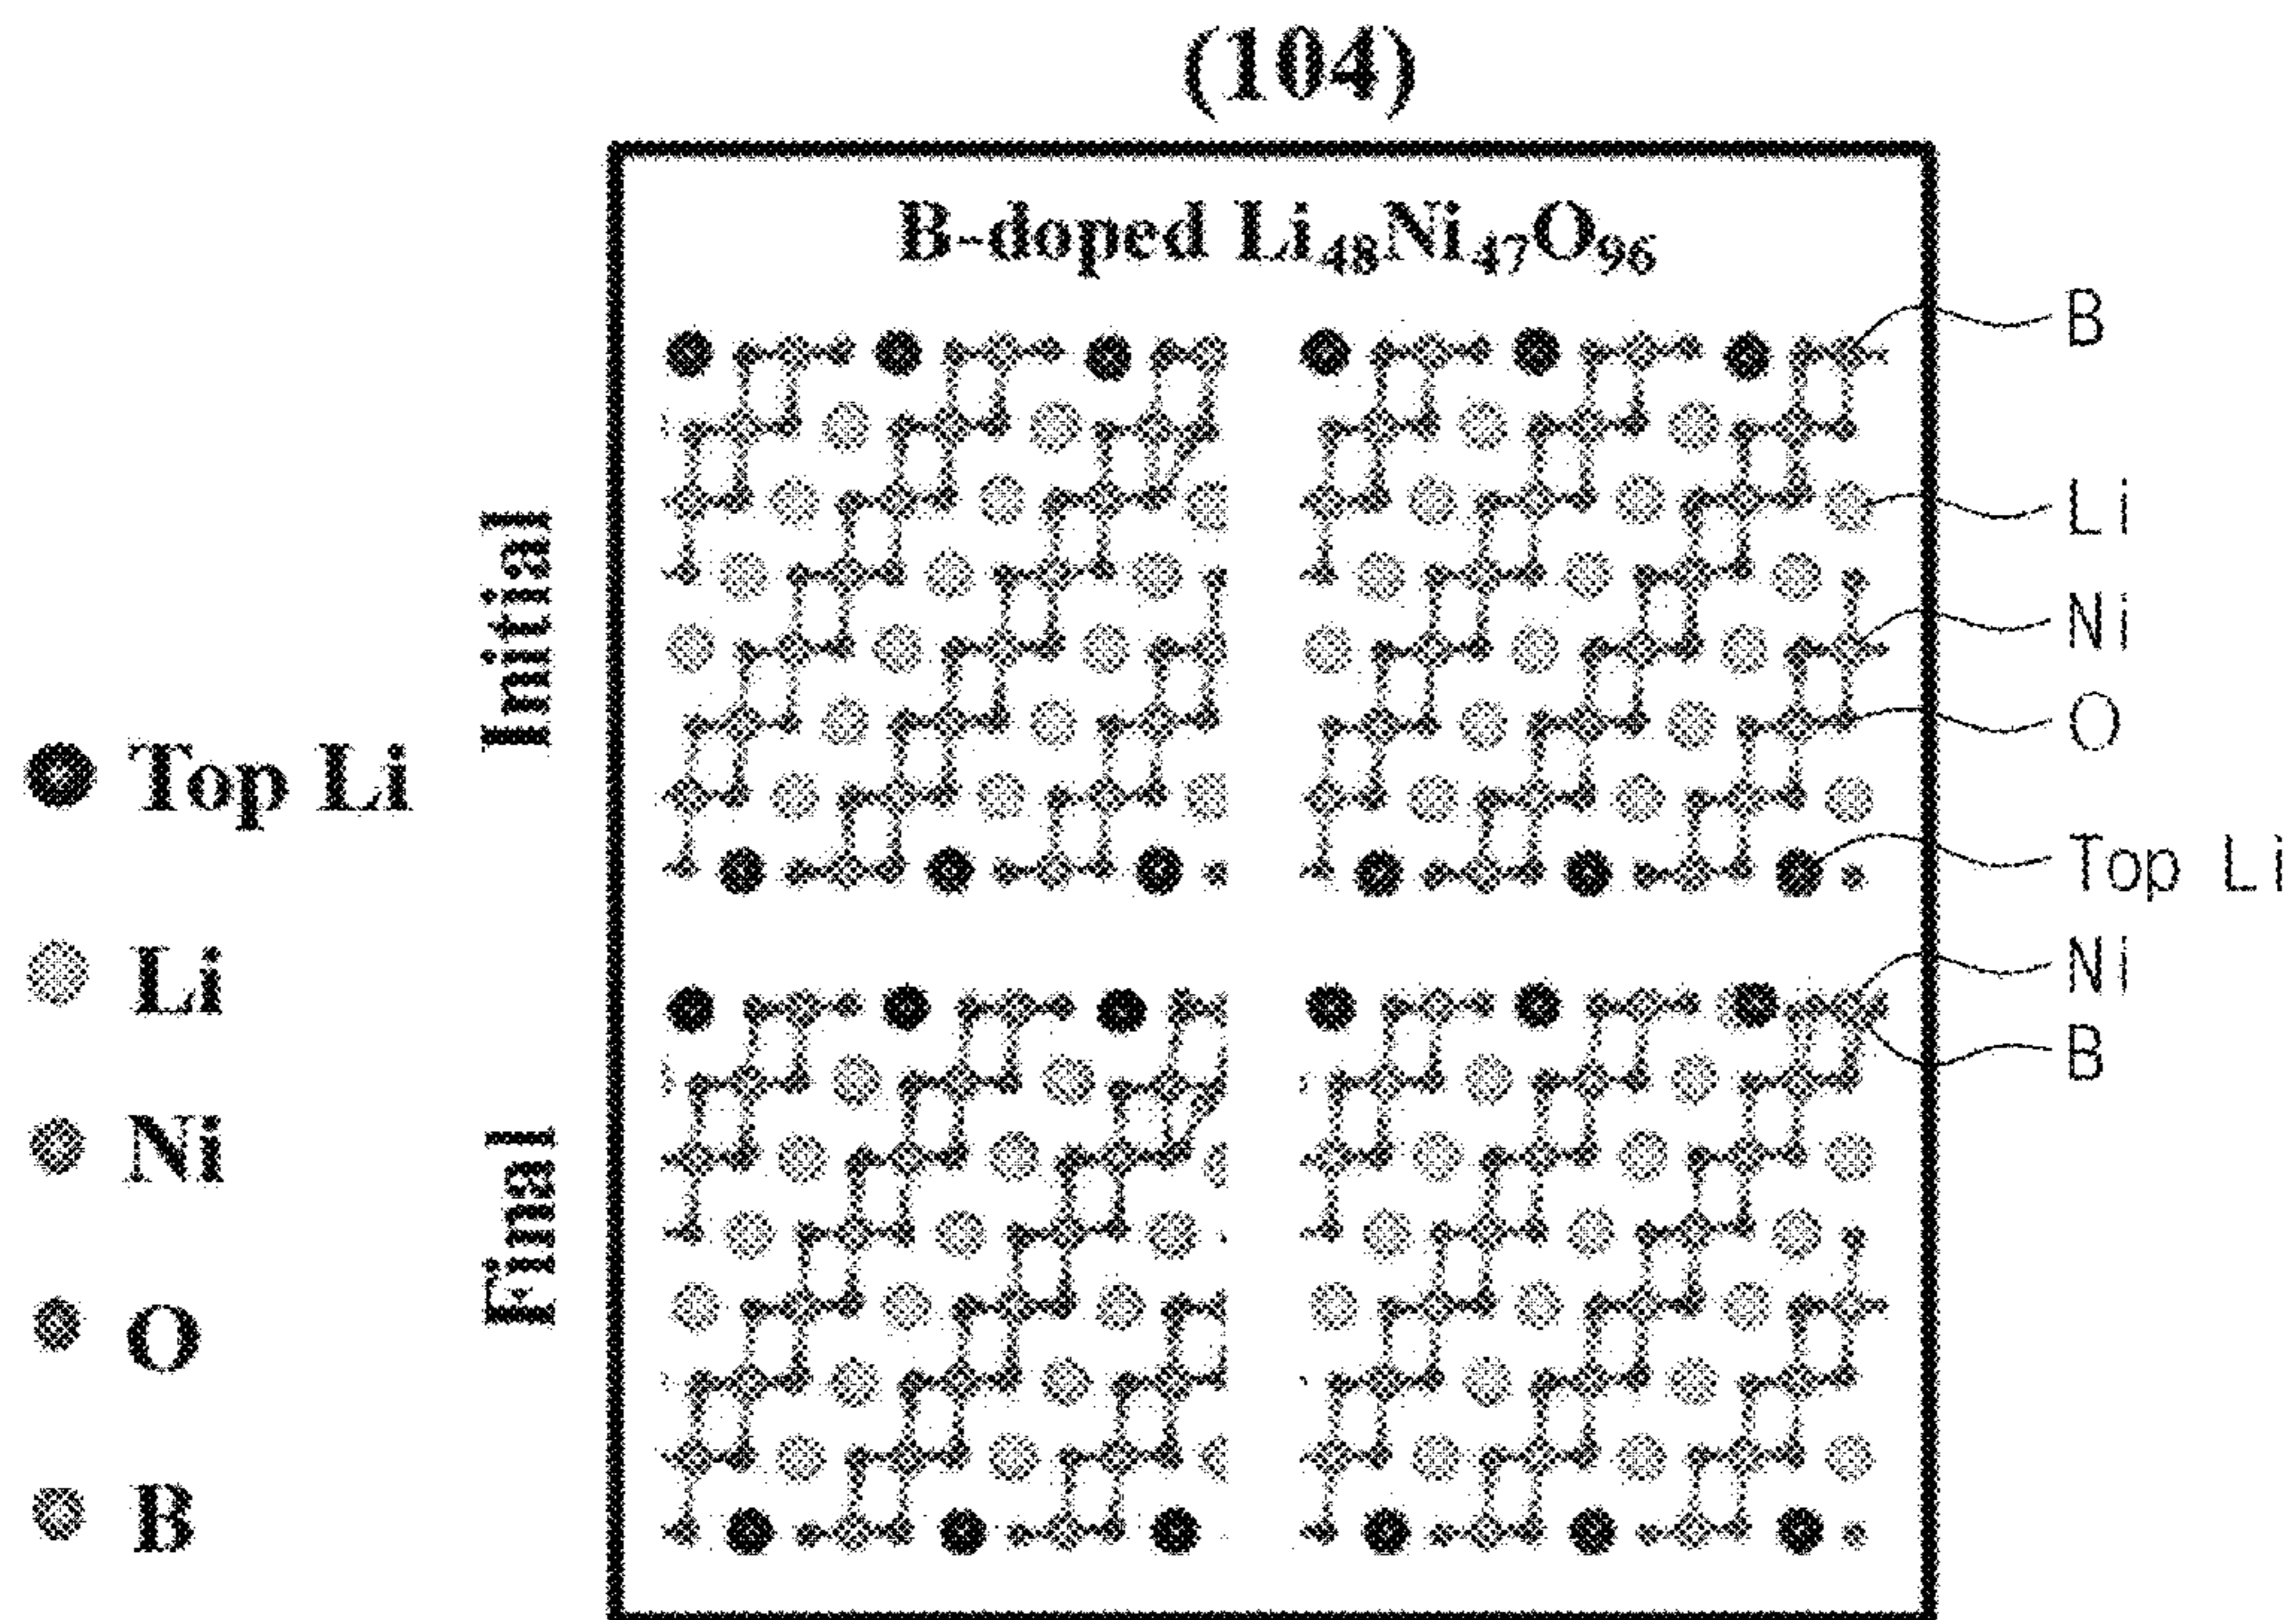 (104)
B-doped Li₄₈Ni₄₇O₉₆
Initial
Final
Top Li
Li
Ni
O
B
B
Li
Ni
O
Top Li
Ni
B